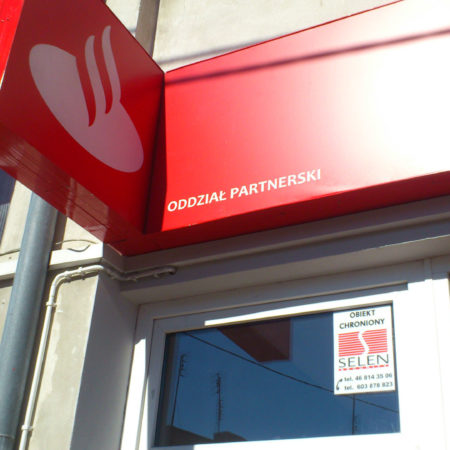 ODDZIAŁ PARTNERSKI
OBIEKT
CHRONIONY
SELEN
tel. 46 814 35 06
tel. 603 878 823